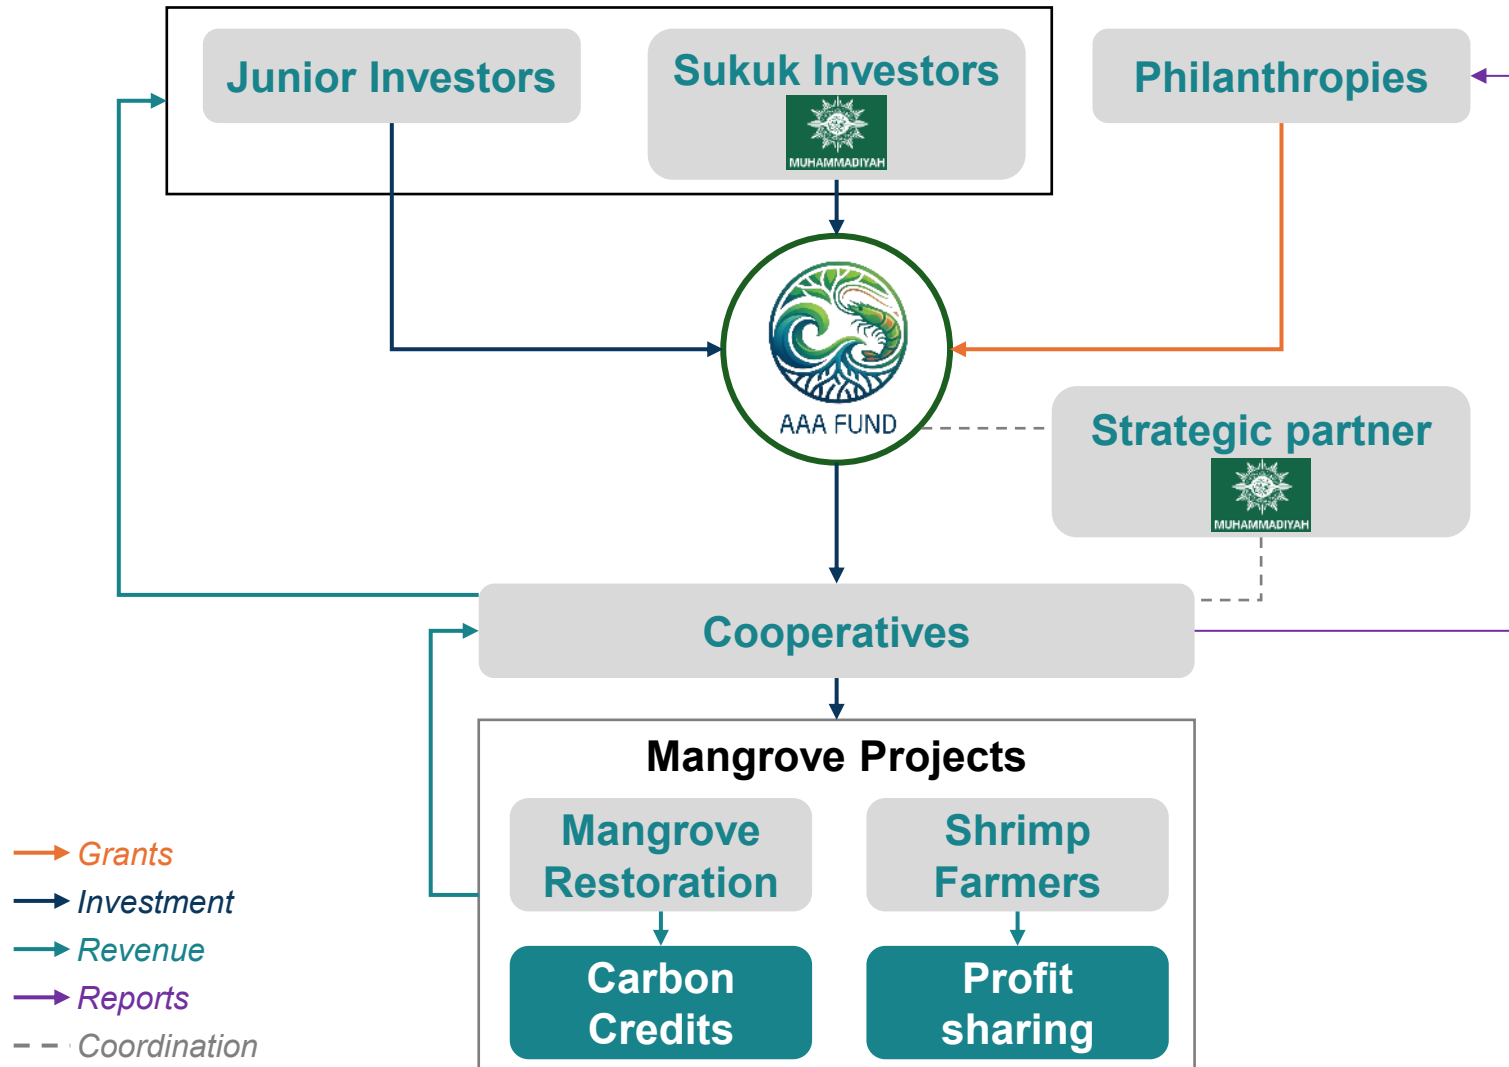 Junior Investors
Sukuk Investors
MUHAMMADIYAH
Philanthropies
AAA FUND
Strategic partner
MUHAMMADIYAH
Cooperatives
Mangrove Projects
Mangrove
Restoration
Shrimp
Farmers
Carbon
Credits
Profit
sharing
Grants
Investment
Revenue
Reports
Coordination